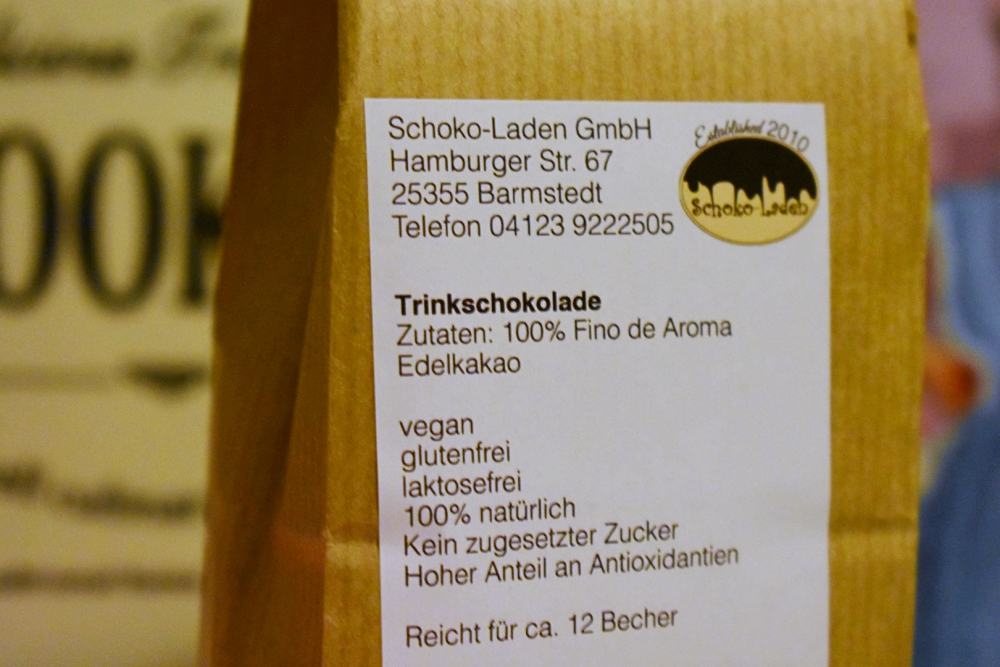 Schoko-Laden GmbH
Hamburger Str. 67
25355 Barmstedt
Telefon 04123 9222505
Established 2010
Schoko-Laden
Trinkschokolade
Zutaten: 100% Fino de Aroma
Edelkakao
vegan
glutenfrei
laktosefrei
100% natürlich
Kein zugesetzter Zucker
Hoher Anteil an Antioxidantien
Reicht für ca. 12 Becher